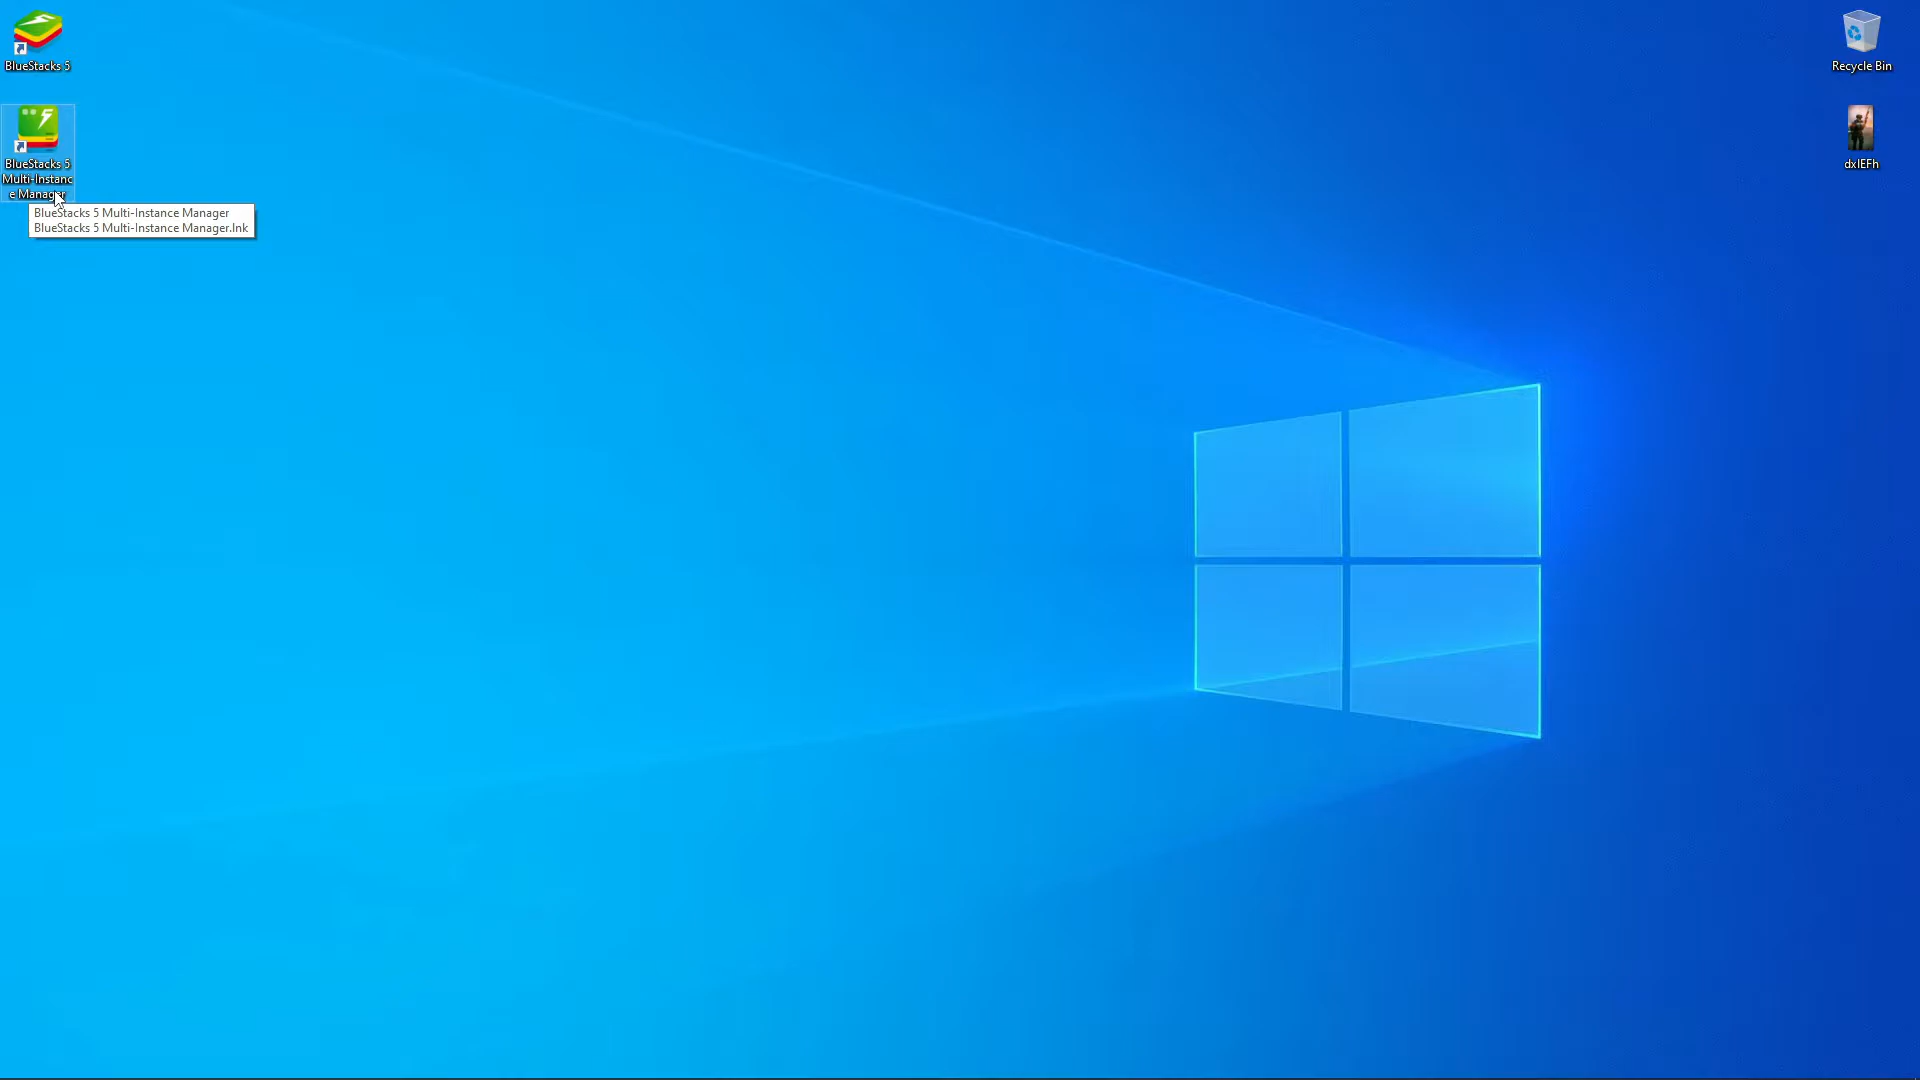 BlueStacks 5
Recycle Bin
BlueStacks 5
Multi-Instanc
e Manager
dxIEFh
BlueStacks 5 Multi-Instance Manager
BlueStacks 5 Multi-Instance Manager.lnk